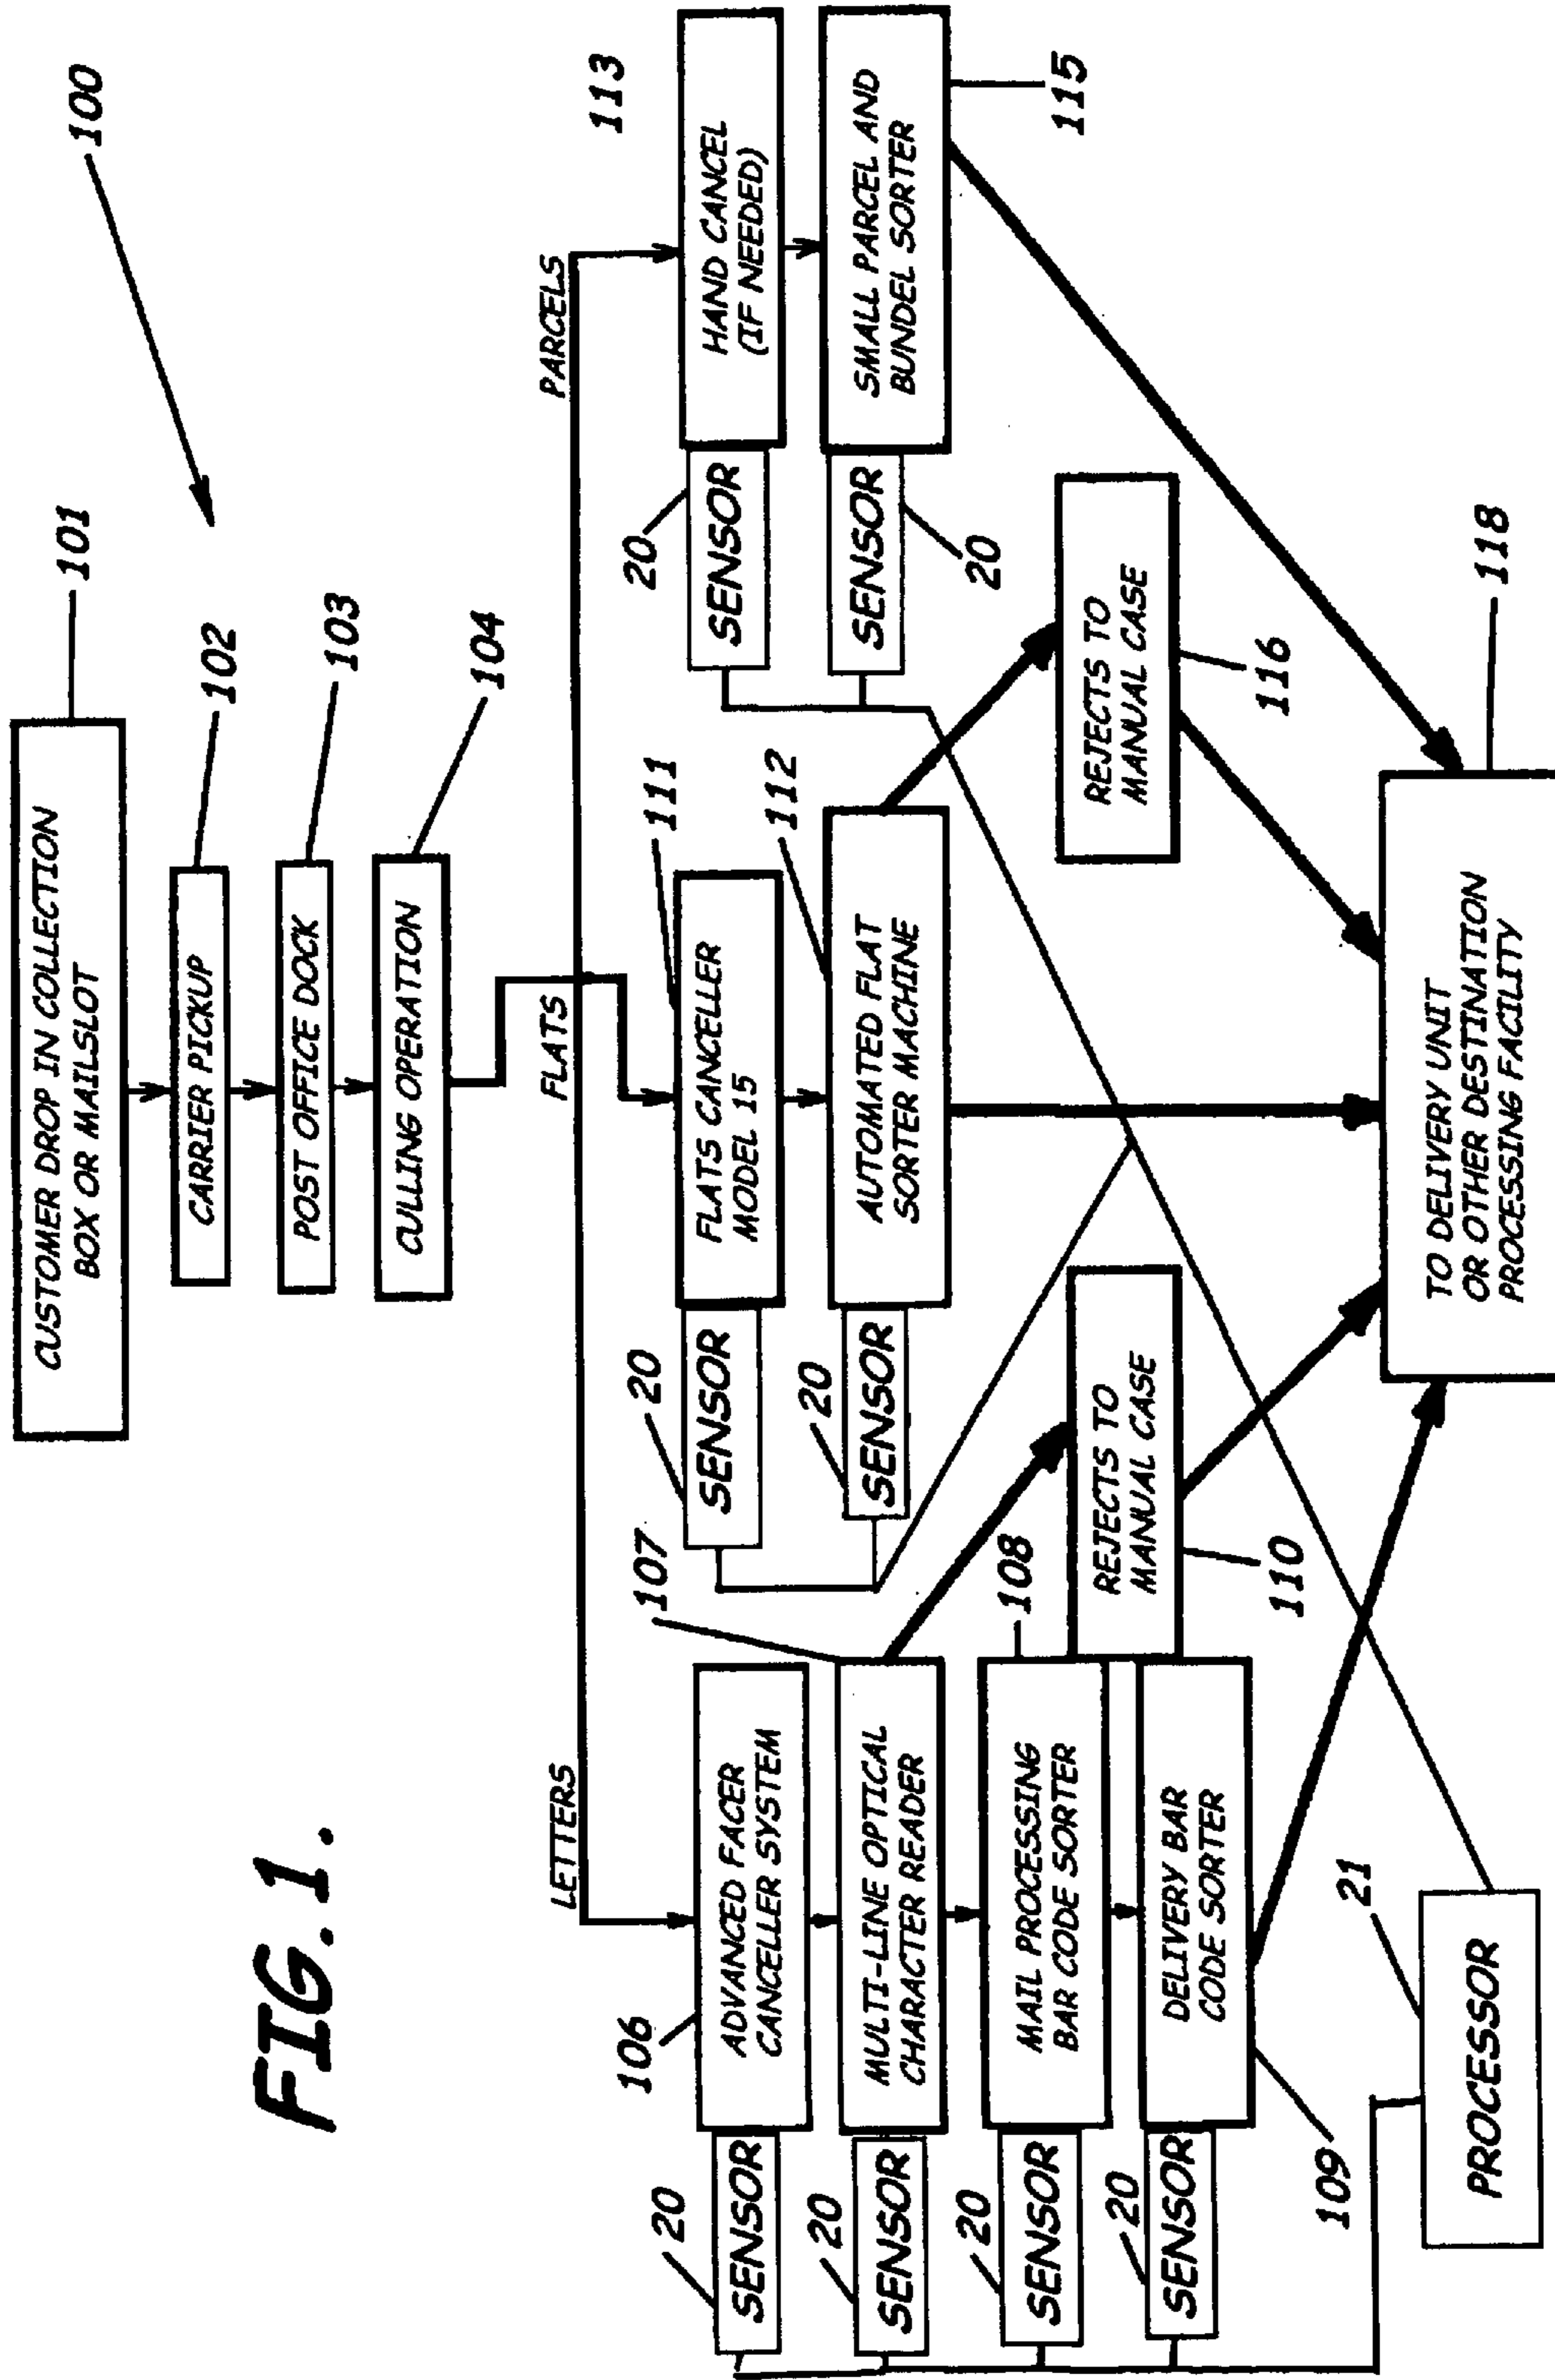 FIG. 1.
100
CUSTOMER DROP IN COLLECTION
BOX OR MAILSLOT
101
CARRIER PICKUP
102
POST OFFICE DOCK
103
CULLING OPERATION
104
LETTERS
FLATS
PARCELS
106
ADVANCED FACER
CANCELLER SYSTEM
SENSOR
20
107
MULTI-LINE OPTICAL
CHARACTER READER
SENSOR
20
108
MAIL PROCESSING
BAR CODE SORTER
SENSOR
20
DELIVERY BAR
CODE SORTER
109
SENSOR
20
REJECTS TO
MANUAL CASE
110
111
FLATS CANCELLER
MODEL 15
SENSOR
20
112
AUTOMATED FLAT
SORTER MACHINE
SENSOR
20
113
HAND CANCEL
(IF NEEDED)
SENSOR
20
SMALL PARCEL AND
BUNDEL SORTER
115
SENSOR
20
REJECTS TO
MANUAL CASE
116
TO DELIVERY UNIT
OR OTHER DESTINATION
PROCESSING FACILITY
118
PROCESSOR
21